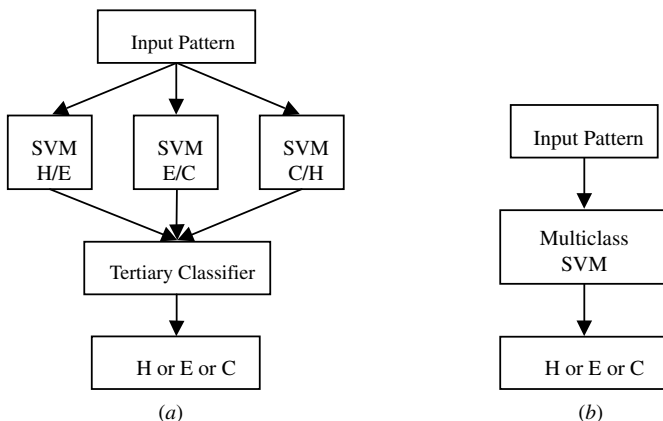 Input Pattern
SVM
H/E
SVM
E/C
SVM
C/H
Tertiary Classifier
H or E or C
(a)
Input Pattern
Multiclass
SVM
H or E or C
(b)